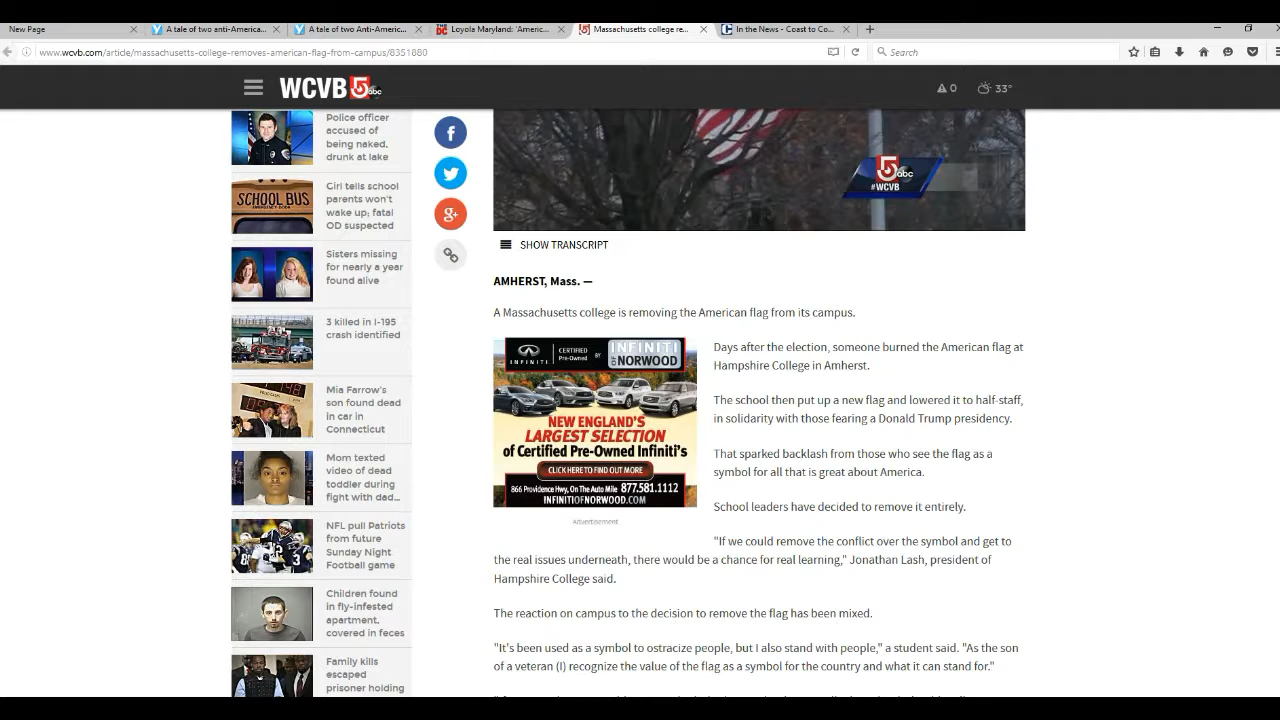 New Page
A tale of two anti-America...
A tale of two Anti-Americ...
Loyola Maryland: 'Americ...
Massachusetts college re...
In the News - Coast to Co...
www.wcvb.com/article/massachusetts-college-removes-american-flag-from-campus/8351880
Search
WCVB 5 abc
0
33°
Police officer
accused of
being naked,
drunk at lake
SCHOOL BUS
Girl tells school
parents won't
wake up; fatal
OD suspected
Sisters missing
for nearly a year
found alive
3 killed in I-195
crash identified
Mia Farrow's
son found dead
in car in
Connecticut
Mom texted
video of dead
toddler during
fight with dad...
NFL pull Patriots
from future
Sunday Night
Football game
Children found
in fly-infested
apartment,
covered in feces
Family kills
escaped
prisoner holding
5 abc
#WCVB
SHOW TRANSCRIPT
AMHERST, Mass. —
A Massachusetts college is removing the American flag from its campus.
INFINITI
CERTIFIED
Pre-Owned
BY
INFINITI
OF NORWOOD
NEW ENGLAND'S
LARGEST SELECTION
of Certified Pre-Owned Infiniti's
CLICK HERE TO FIND OUT MORE
866 Providence Hwy, On The Auto Mile 877.581.1112
INFINITIOFNORWOOD.COM
Advertisement
Days after the election, someone burned the American flag at
Hampshire College in Amherst.
The school then put up a new flag and lowered it to half-staff,
in solidarity with those fearing a Donald Trump presidency.
That sparked backlash from those who see the flag as a
symbol for all that is great about America.
School leaders have decided to remove it entirely.
"If we could remove the conflict over the symbol and get to
the real issues underneath, there would be a chance for real learning," Jonathan Lash, president of
Hampshire College said.
The reaction on campus to the decision to remove the flag has been mixed.
"It's been used as a symbol to ostracize people, but I also stand with people," a student said. "As the son
of a veteran (I) recognize the value of the flag as a symbol for the country and what it can stand for."